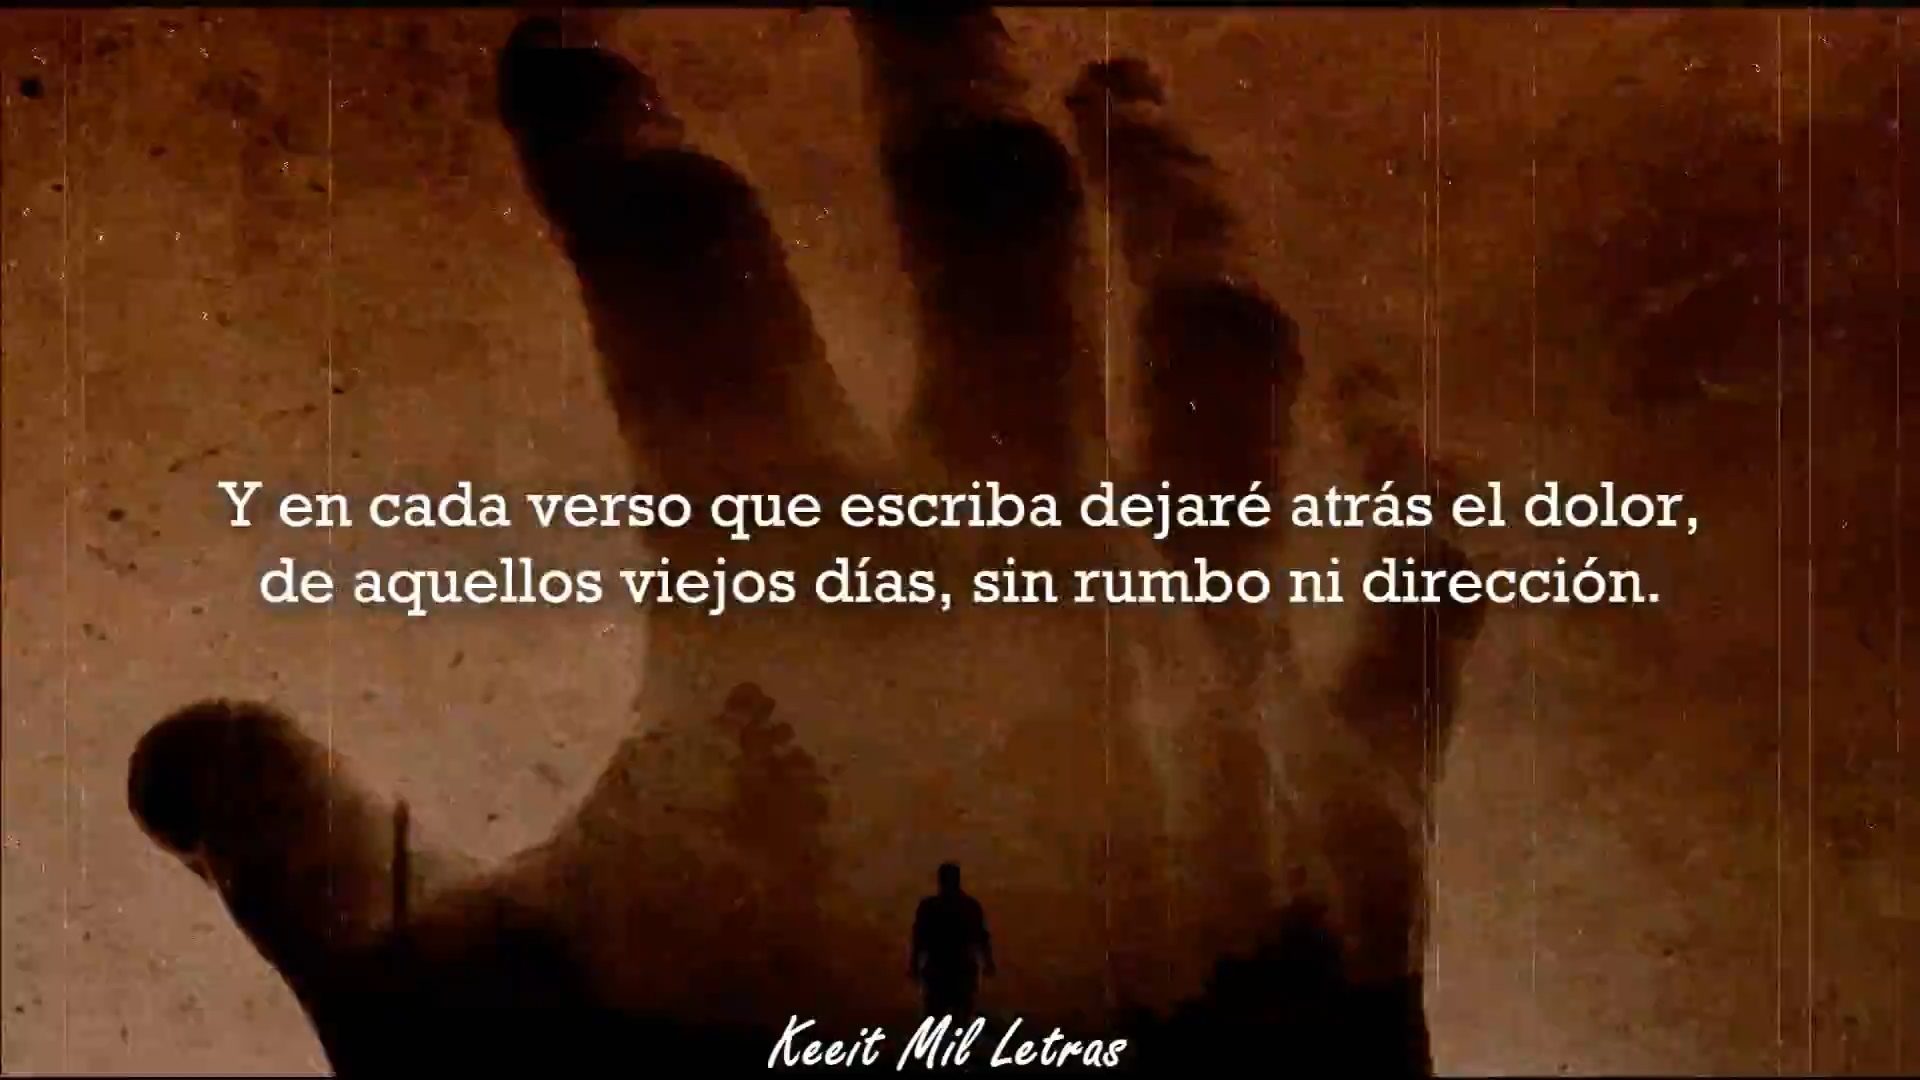 Y en cada verso que escriba dejaré atrás el dolor,
de aquellos viejos días, sin rumbo ni dirección.
Keeit Mil Letras